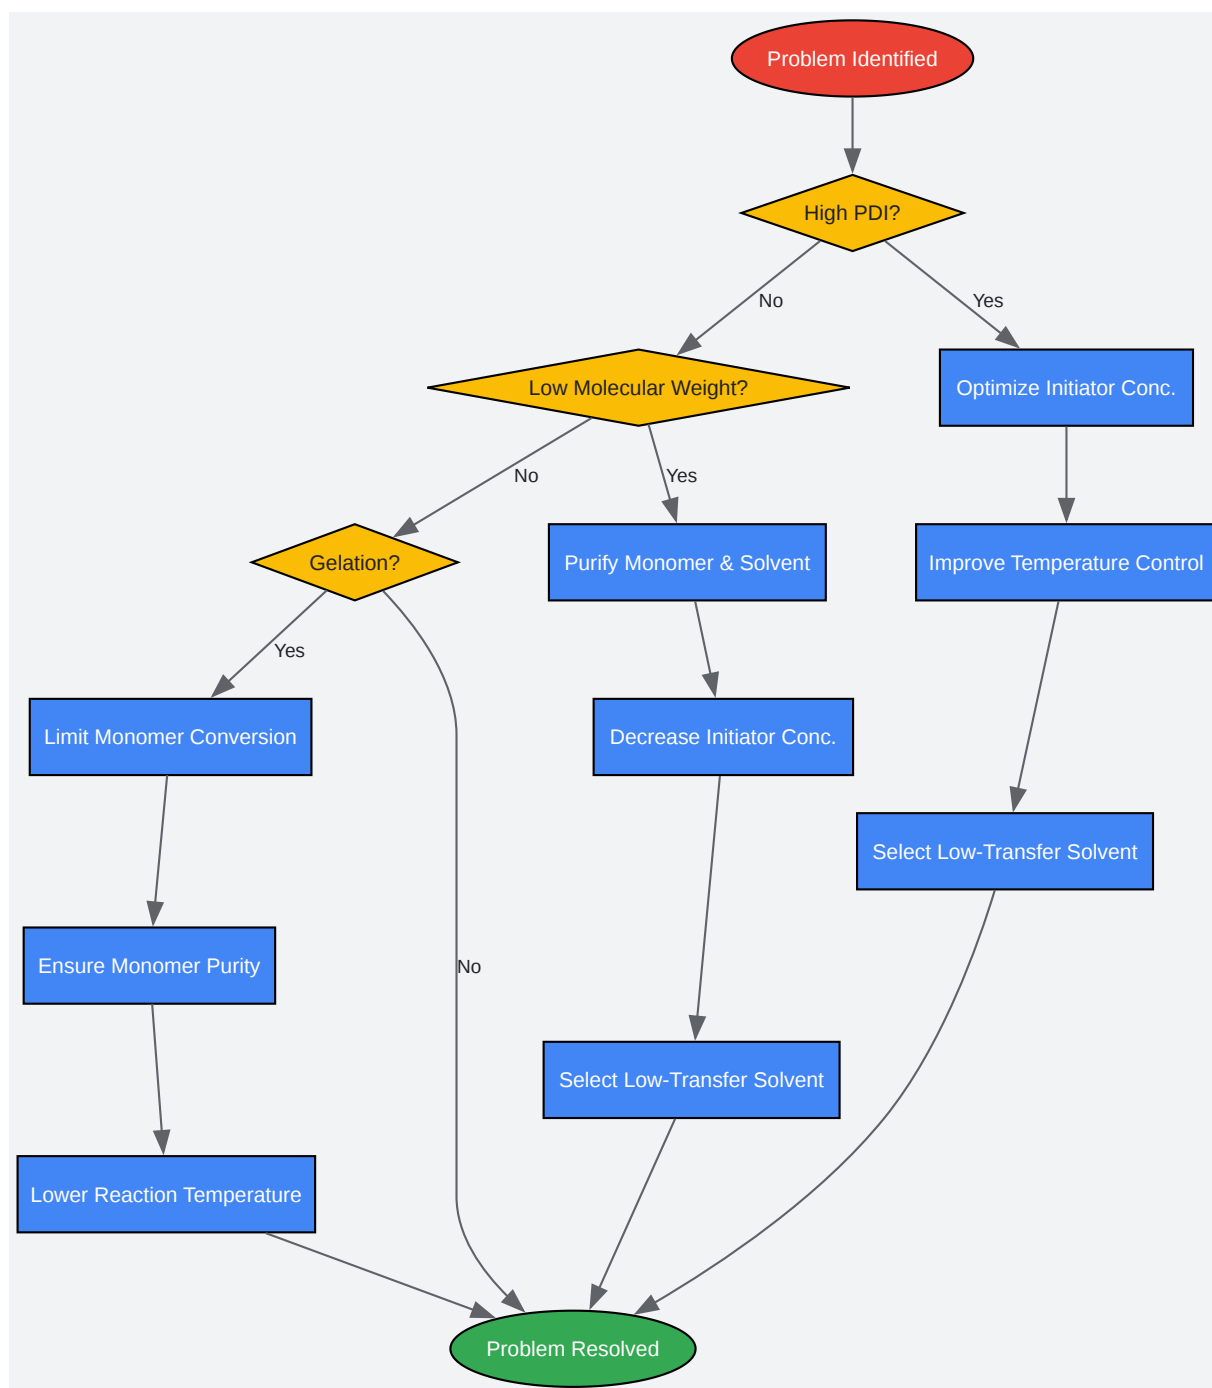 Problem Identified
High PDI?
No
Yes
Low Molecular Weight?
Optimize Initiator Conc.
No
Yes
Gelation?
Purify Monomer & Solvent
Improve Temperature Control
Yes
Limit Monomer Conversion
Decrease Initiator Conc.
Select Low-Transfer Solvent
Ensure Monomer Purity
No
Select Low-Transfer Solvent
Lower Reaction Temperature
Problem Resolved